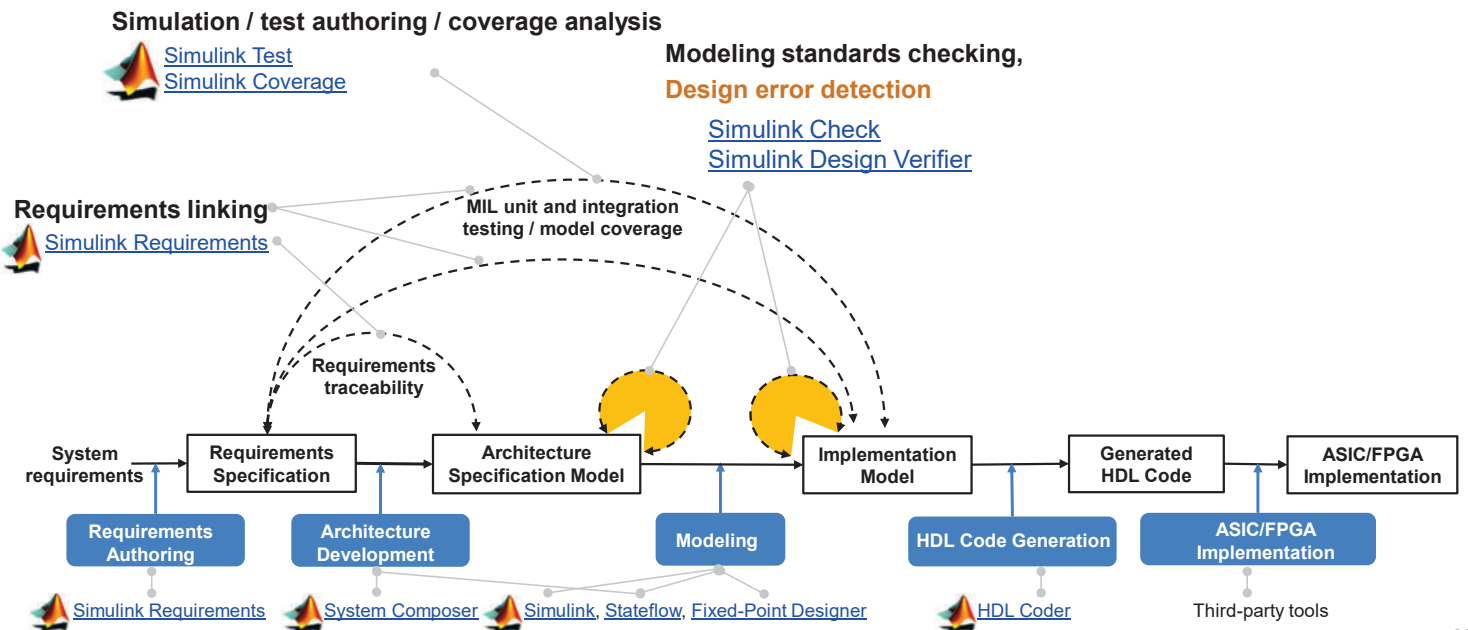 Simulation / test authoring / coverage analysis
Simulink Test
Simulink Coverage
Modeling standards checking,
Design error detection
Simulink Check
Simulink Design Verifier
Requirements linking
Simulink Requirements
MIL unit and integration
testing / model coverage
Requirements
traceability
System
requirements
Requirements
Specification
Architecture
Specification Model
Implementation
Model
Generated
HDL Code
ASIC/FPGA
Implementation
Requirements
Authoring
Architecture
Development
Modeling
HDL Code Generation
ASIC/FPGA
Implementation
Simulink Requirements
System Composer
Simulink, Stateflow, Fixed-Point Designer
HDL Coder
Third-party tools